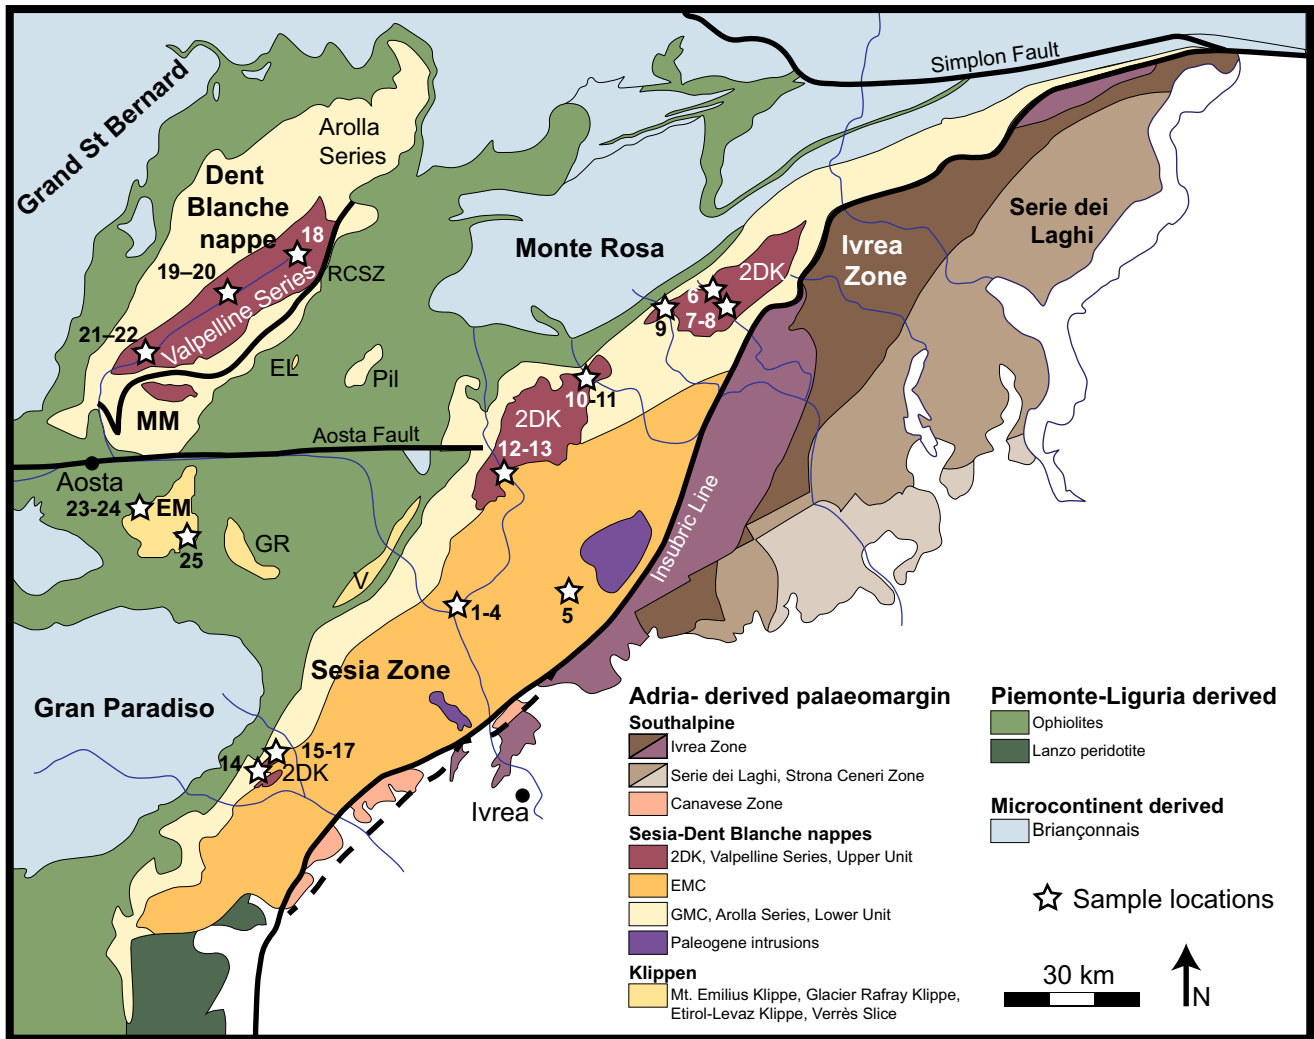 Simplon Fault
Grand St Bernard
Arolla
Series
Dent
Blanche
nappe
18
19–20
RCSZ
Valpelline Series
21–22
MM
EL
Pil
Monte Rosa
2DK
6
7-8
9
Ivrea
Zone
Serie dei
Laghi
10-11
2DK
12-13
Aosta Fault
Aosta
23-24
EM
25
GR
V
Insubric Line
1-4
5
Sesia Zone
Gran Paradiso
14
15-17
2DK
Ivrea
Adria- derived palaeomargin
Southalpine
Ivrea Zone
Serie dei Laghi, Strona Ceneri Zone
Canavese Zone
Sesia-Dent Blanche nappes
2DK, Valpelline Series, Upper Unit
EMC
GMC, Arolla Series, Lower Unit
Paleogene intrusions
Klippen
Mt. Emilius Klippe, Glacier Rafray Klippe,
Etirol-Levaz Klippe, Verrès Slice
Piemonte-Liguria derived
Ophiolites
Lanzo peridotite
Microcontinent derived
Briançonnais
Sample locations
30 km
N